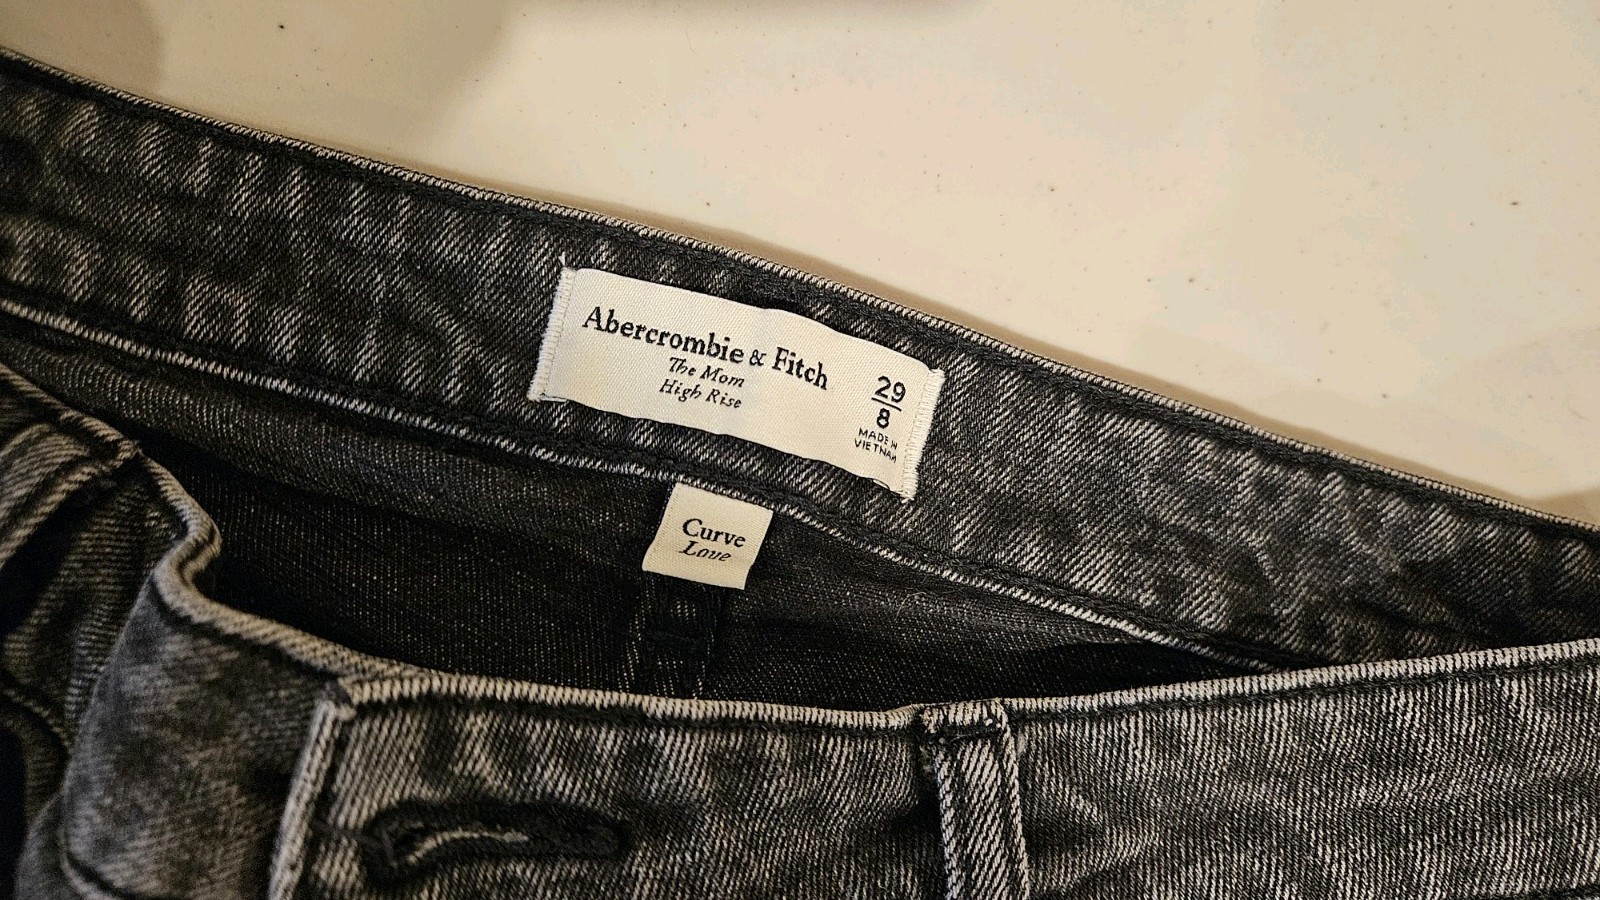 Abercrombie & Fitch
The Mom
High Rise
29
8
MADE IN
VIETNAM
Curve
Love